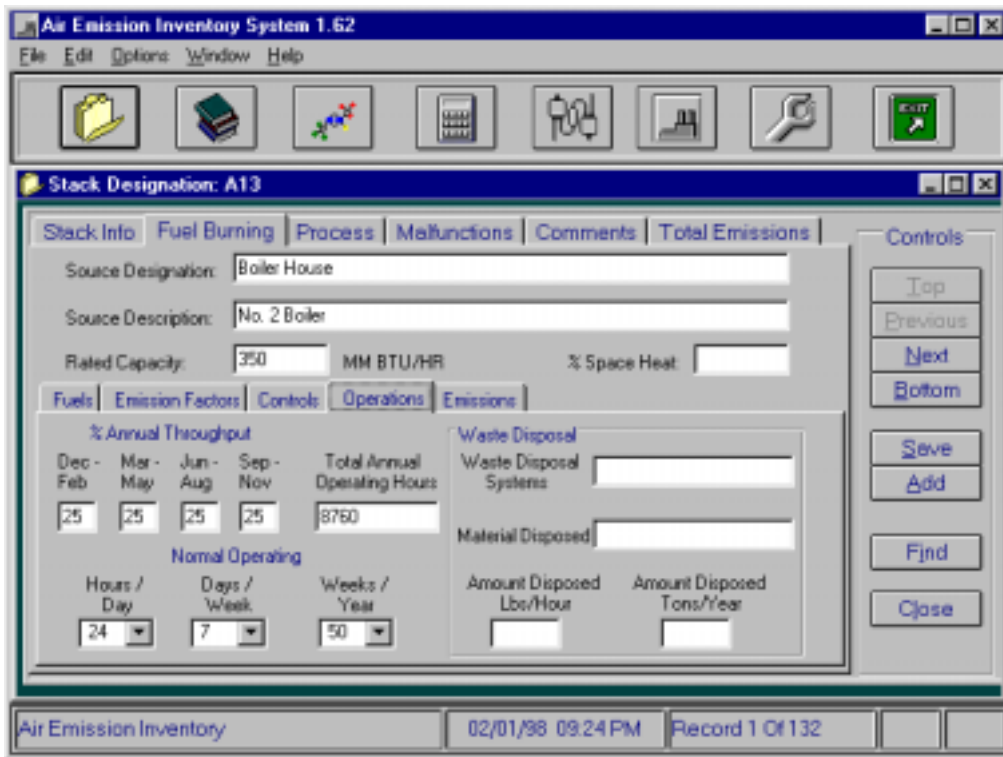 Air Emission Inventory System 1.62
File Edit Options Window Help
EXIT
Stack Designation: A13
Stack Info Fuel Burning Process Malfunctions Comments Total Emissions
Controls
Source Designation: Boiler House
Top
Source Description: No. 2 Boiler
Previous
Rated Capacity: 350 MM BTU/HR % Space Heat:
Next
Fuels Emission Factors Controls Operations Emissions
Bottom
% Annual Throughput
Waste Disposal
Dec - Mar - Jun - Sep - Total Annual
Feb May Aug Nov Operating Hours
25 25 25 25 8760
Waste Disposal
Systems
Save
Add
Material Disposed
Normal Operating
Find
Hours / Days / Weeks /
Day Week Year
24 7 50
Amount Disposed Amount Disposed
Lbs/Hour Tons/Year
Close
Air Emission Inventory 02/01/98 09:24 PM Record 1 Of 132